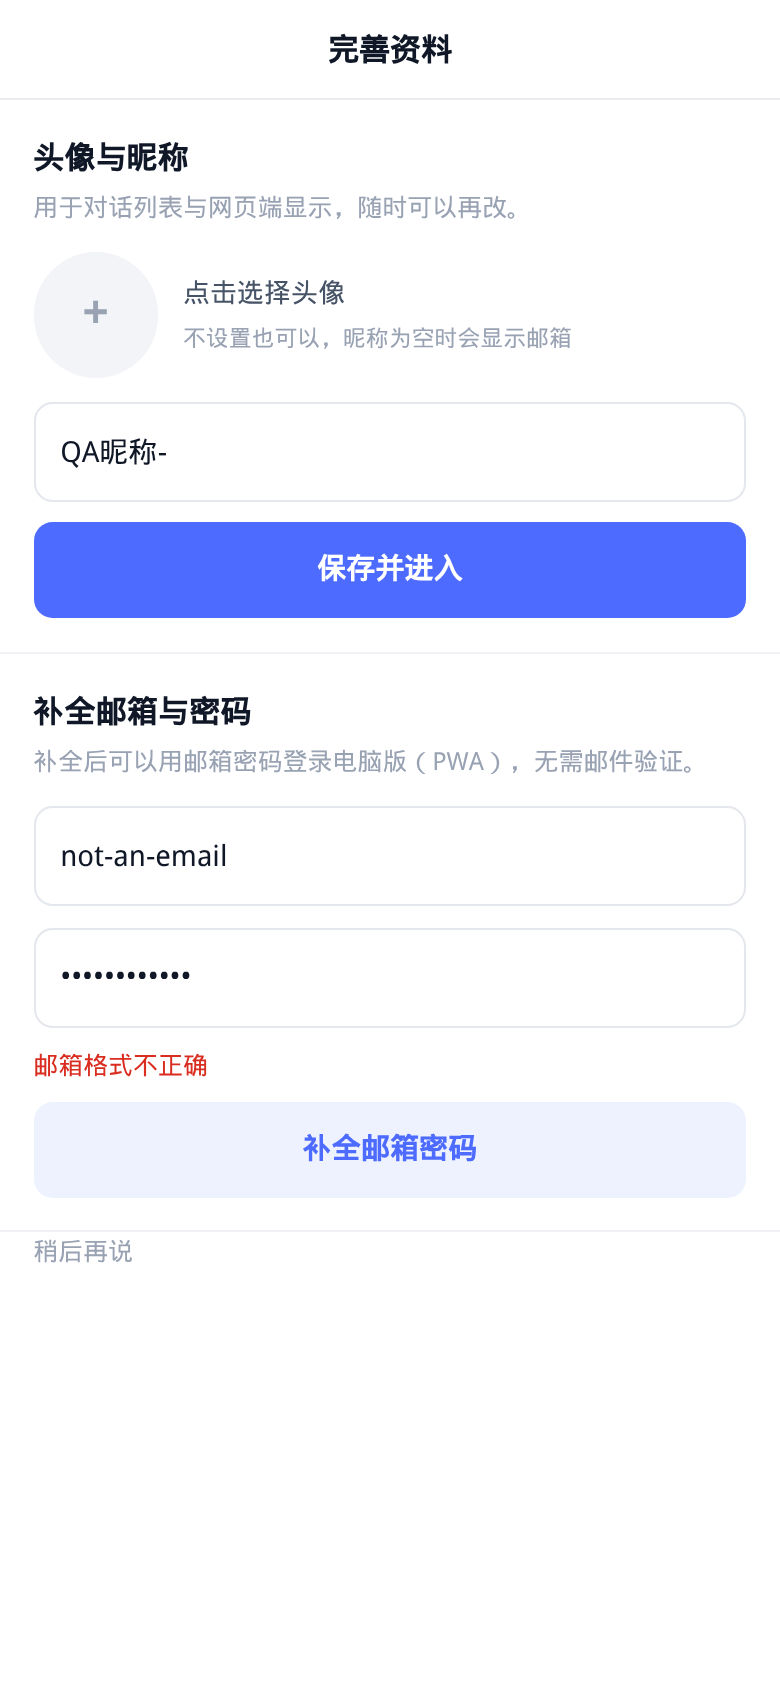 完善资料
头像与昵称
用于对话列表与网页端显示，随时可以再改。
+
点击选择头像
不设置也可以，昵称为空时会显示邮箱
QA昵称-
保存并进入
补全邮箱与密码
补全后可以用邮箱密码登录电脑版（PWA），无需邮件验证。
not-an-email
••••••••••••
邮箱格式不正确
补全邮箱密码
稍后再说